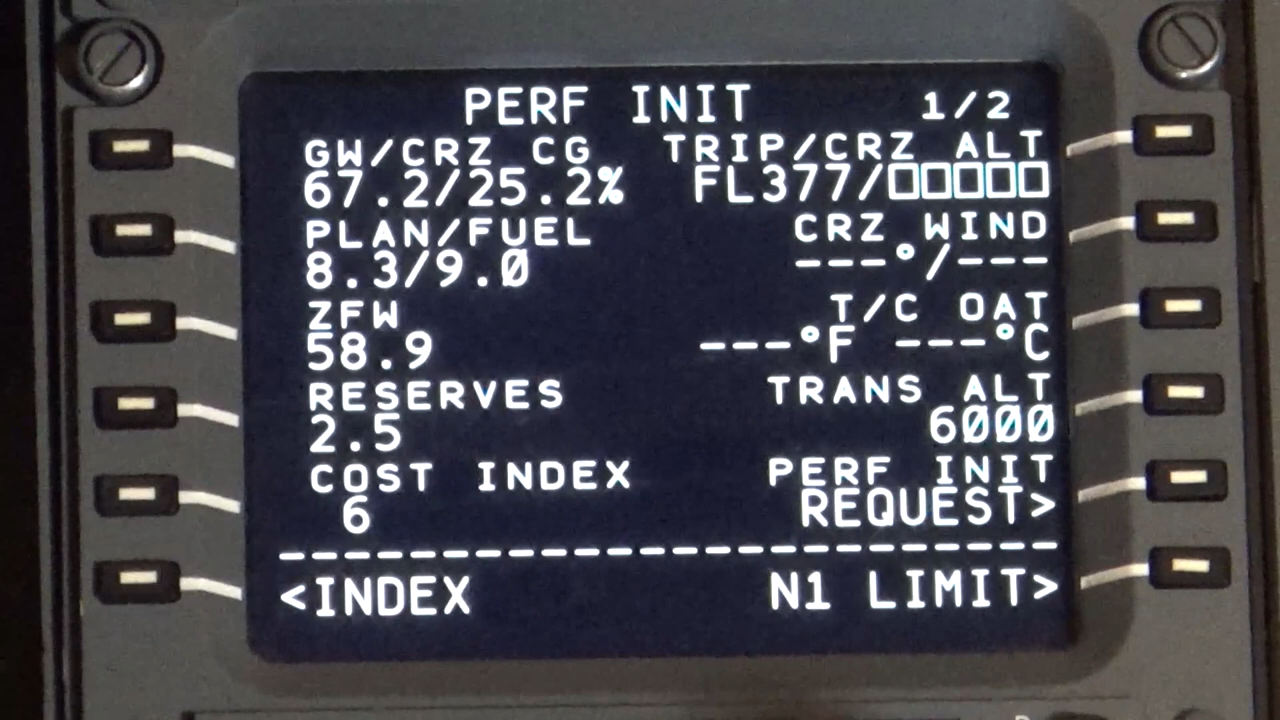 PERF INIT 1/2
GW/CRZ CG TRIP/CRZ ALT
67.2/25.2% FL377/□□□□□
PLAN/FUEL CRZ WIND
8.3/9.0 ---°/---
ZFW T/C OAT
58.9 ---°F ---°C
RESERVES TRANS ALT
2.5 6000
COST INDEX PERF INIT
6 REQUEST>
------------------------
<INDEX N1 LIMIT>